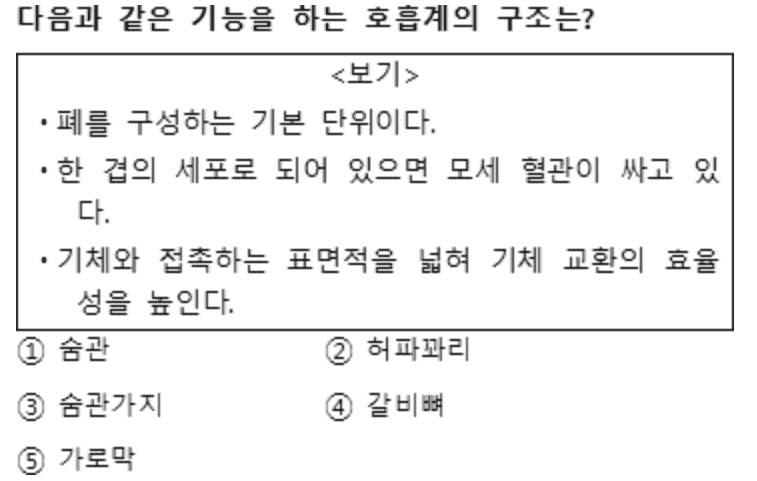 다음과 같은 기능을 하는 호흡계의 구조는?
<보기>
・폐를 구성하는 기본 단위이다.
・한 겹의 세포로 되어 있으면 모세 혈관이 싸고 있
다.
・기체와 접촉하는 표면적을 넓혀 기체 교환의 효율
성을 높인다.
① 숨관 ② 허파꽈리
③ 숨관가지 ④ 갈비뼈
⑤ 가로막